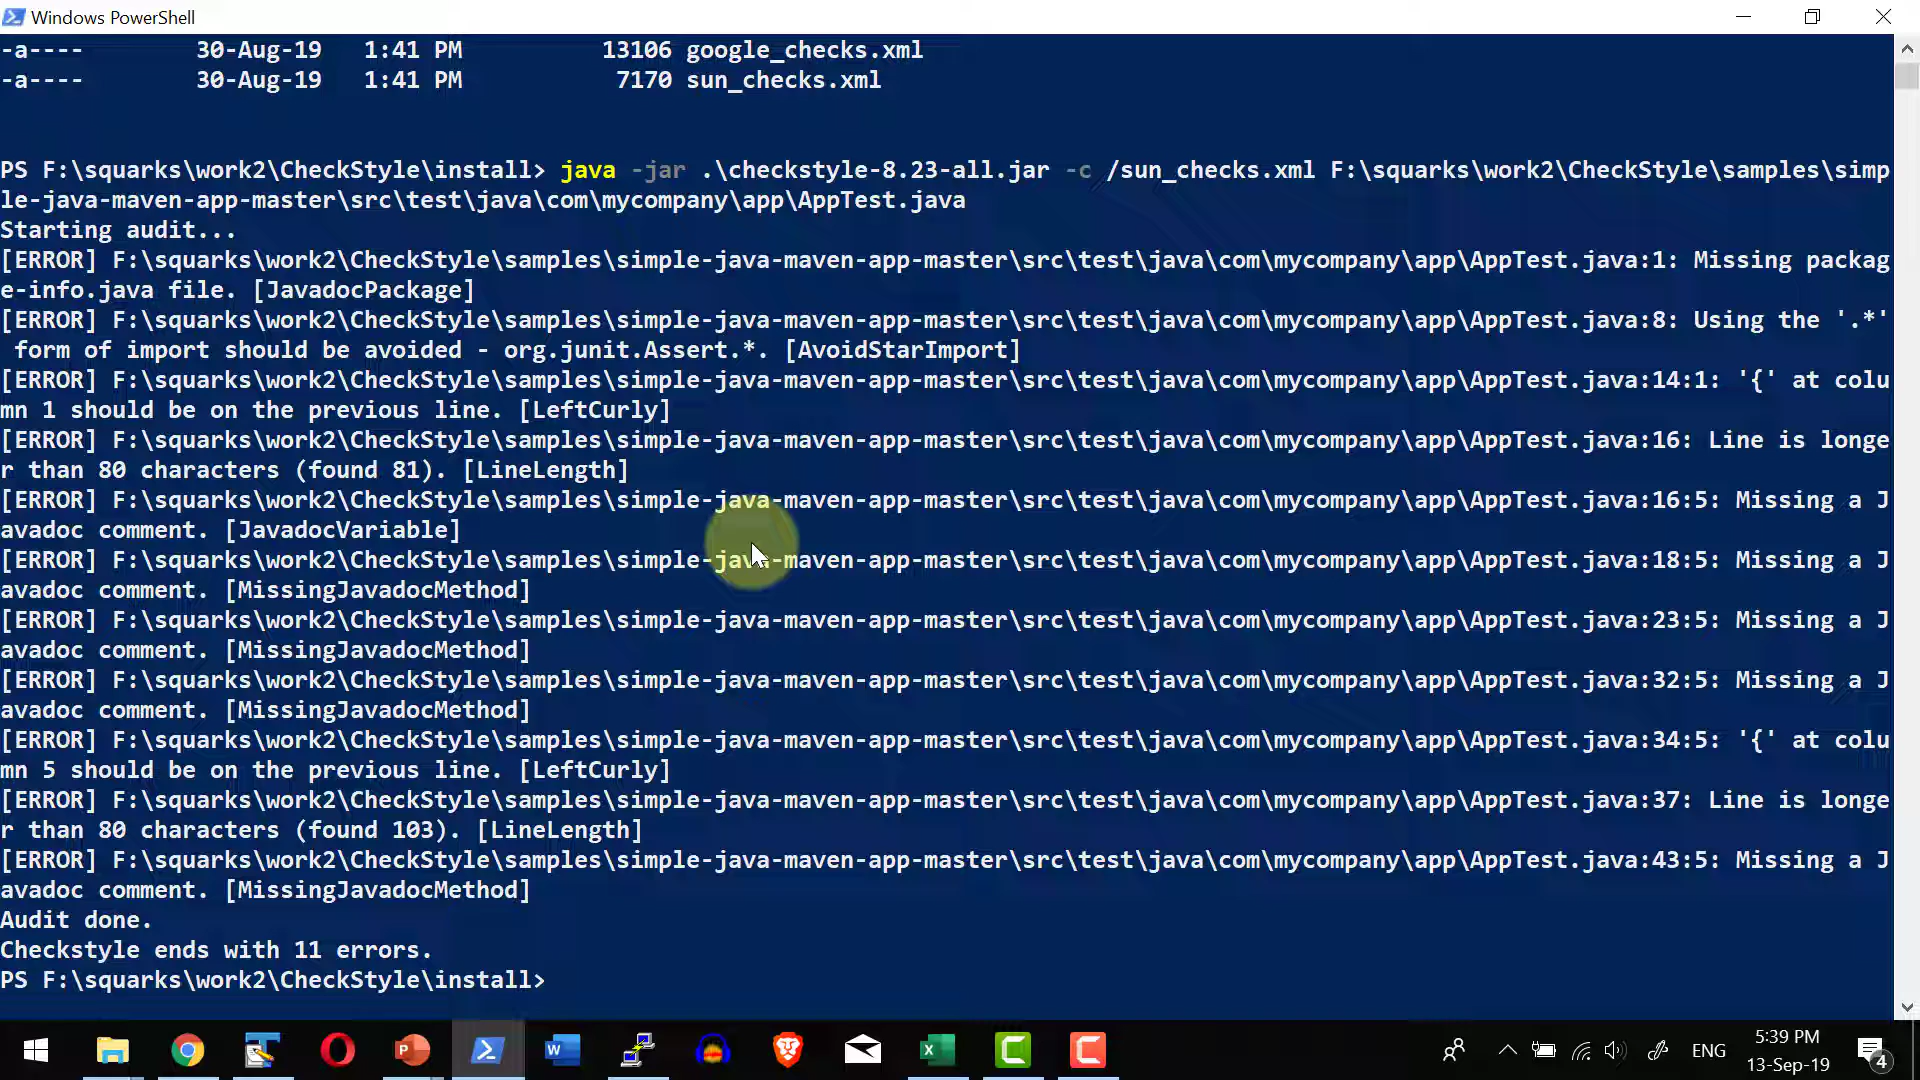 Windows PowerShell
-a---- 30-Aug-19 1:41 PM 13106 google_checks.xml
-a---- 30-Aug-19 1:41 PM 7170 sun_checks.xml
PS F:\squarks\work2\CheckStyle\install> java -jar .\checkstyle-8.23-all.jar -c /sun_checks.xml F:\squarks\work2\CheckStyle\samples\simp
le-java-maven-app-master\src\test\java\com\mycompany\app\AppTest.java
Starting audit...
[ERROR] F:\squarks\work2\CheckStyle\samples\simple-java-maven-app-master\src\test\java\com\mycompany\app\AppTest.java:1: Missing packag
e-info.java file. [JavadocPackage]
[ERROR] F:\squarks\work2\CheckStyle\samples\simple-java-maven-app-master\src\test\java\com\mycompany\app\AppTest.java:8: Using the '.*'
 form of import should be avoided - org.junit.Assert.*. [AvoidStarImport]
[ERROR] F:\squarks\work2\CheckStyle\samples\simple-java-maven-app-master\src\test\java\com\mycompany\app\AppTest.java:14:1: '{' at colu
mn 1 should be on the previous line. [LeftCurly]
[ERROR] F:\squarks\work2\CheckStyle\samples\simple-java-maven-app-master\src\test\java\com\mycompany\app\AppTest.java:16: Line is longe
r than 80 characters (found 81). [LineLength]
[ERROR] F:\squarks\work2\CheckStyle\samples\simple-java-maven-app-master\src\test\java\com\mycompany\app\AppTest.java:16:5: Missing a J
avadoc comment. [JavadocVariable]
[ERROR] F:\squarks\work2\CheckStyle\samples\simple-java-maven-app-master\src\test\java\com\mycompany\app\AppTest.java:18:5: Missing a J
avadoc comment. [MissingJavadocMethod]
[ERROR] F:\squarks\work2\CheckStyle\samples\simple-java-maven-app-master\src\test\java\com\mycompany\app\AppTest.java:23:5: Missing a J
avadoc comment. [MissingJavadocMethod]
[ERROR] F:\squarks\work2\CheckStyle\samples\simple-java-maven-app-master\src\test\java\com\mycompany\app\AppTest.java:32:5: Missing a J
avadoc comment. [MissingJavadocMethod]
[ERROR] F:\squarks\work2\CheckStyle\samples\simple-java-maven-app-master\src\test\java\com\mycompany\app\AppTest.java:34:5: '{' at colu
mn 5 should be on the previous line. [LeftCurly]
[ERROR] F:\squarks\work2\CheckStyle\samples\simple-java-maven-app-master\src\test\java\com\mycompany\app\AppTest.java:37: Line is longe
r than 80 characters (found 103). [LineLength]
[ERROR] F:\squarks\work2\CheckStyle\samples\simple-java-maven-app-master\src\test\java\com\mycompany\app\AppTest.java:43:5: Missing a J
avadoc comment. [MissingJavadocMethod]
Audit done.
Checkstyle ends with 11 errors.
PS F:\squarks\work2\CheckStyle\install>
ENG
5:39 PM
13-Sep-19
4